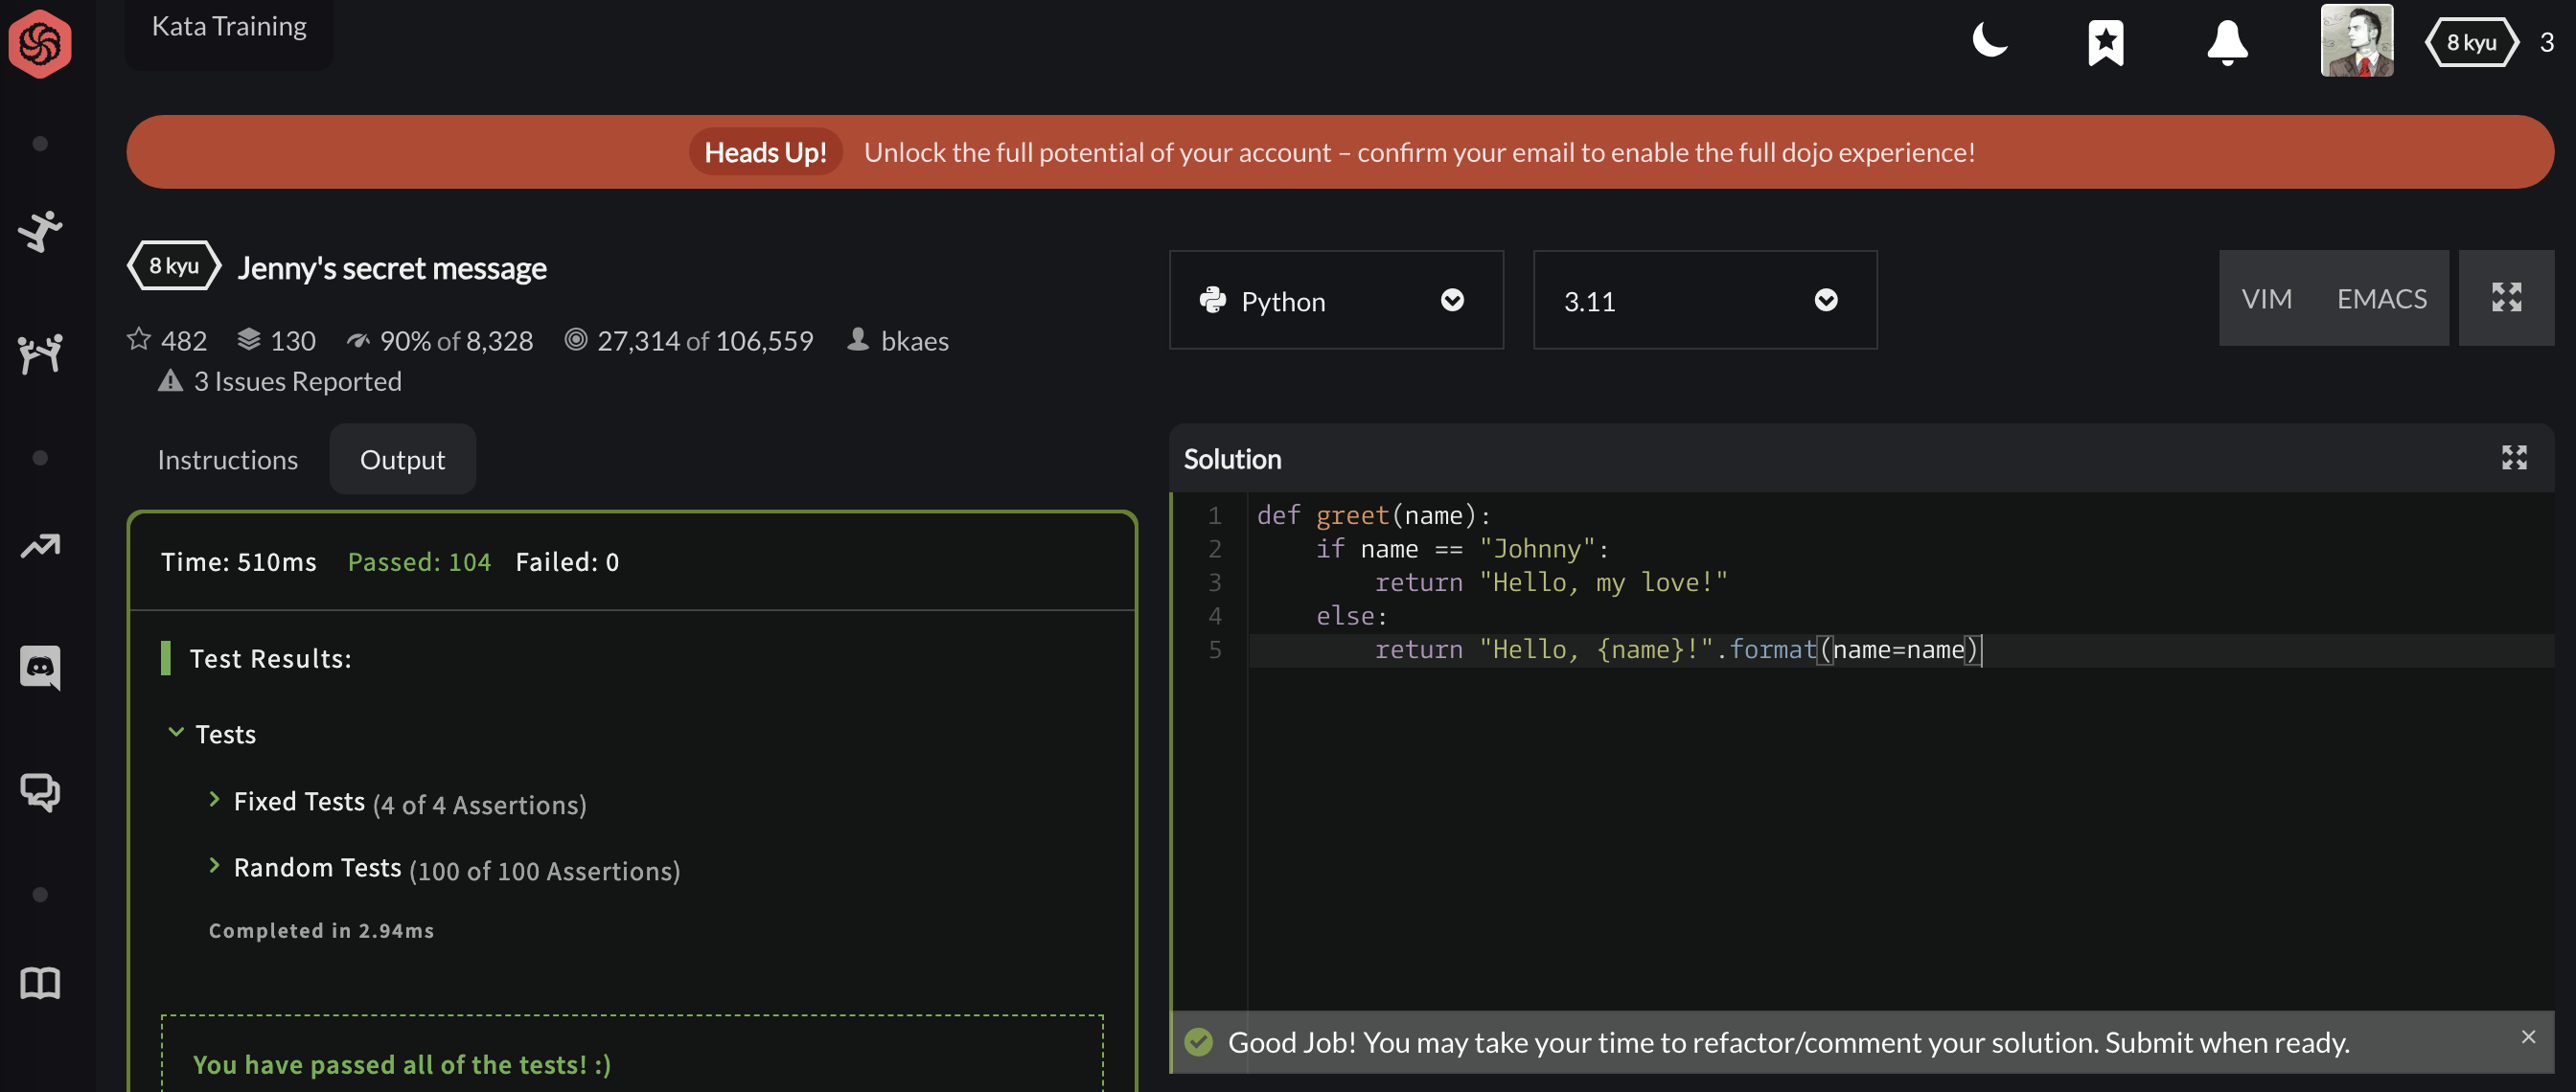 Kata Training
8 kyu 3
Heads Up! Unlock the full potential of your account – confirm your email to enable the full dojo experience!
8 kyu Jenny's secret message
482 130 90% of 8,328 27,314 of 106,559 bkaes
3 Issues Reported
Python 3.11 VIM EMACS
Instructions Output
Time: 510ms Passed: 104 Failed: 0
Test Results:
Tests
Fixed Tests (4 of 4 Assertions)
Random Tests (100 of 100 Assertions)
Completed in 2.94ms
You have passed all of the tests! :)
Solution
1 def greet(name):
2     if name == "Johnny":
3         return "Hello, my love!"
4     else:
5         return "Hello, {name}!".format(name=name)
Good Job! You may take your time to refactor/comment your solution. Submit when ready.